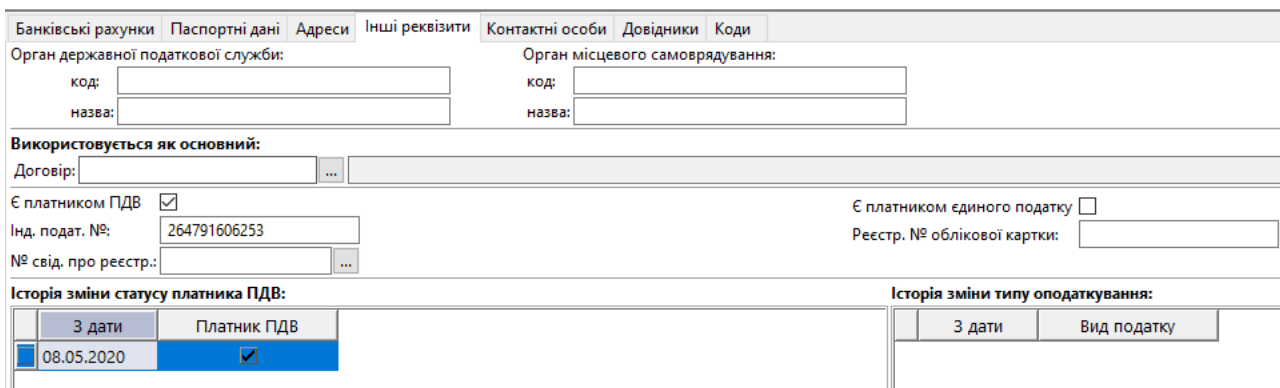 Банківські рахунки Паспортні дані Адреси Інші реквізити Контактні особи Довідники Коди
Орган державної податкової служби: Орган місцевого самоврядування:
код: код:
назва: назва:
Використовується як основний:
Договір: ...
Є платником ПДВ Є платником єдиного податку
Інд. подат. №: 264791606253 Реєстр. № облікової картки:
№ свід. про реєстр.: ...
Історія зміни статусу платника ПДВ: Історія зміни типу оподаткування:
З дати Платник ПДВ З дати Вид податку
08.05.2020